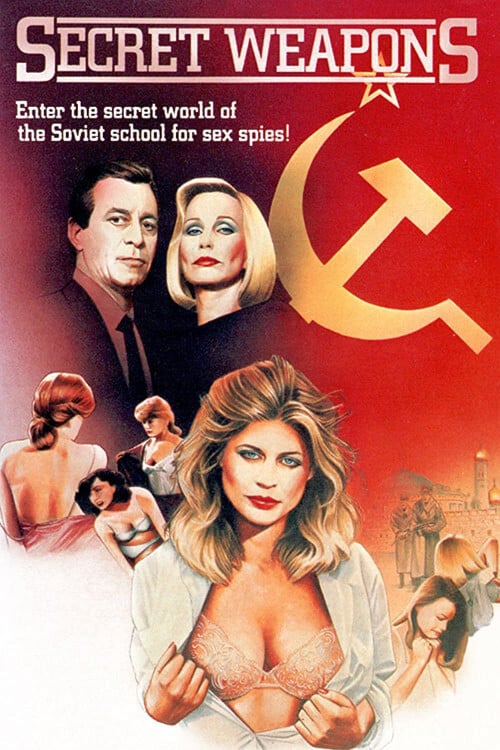 SECRET WEAPONS
Enter the secret world of
the Soviet school for sex spies!